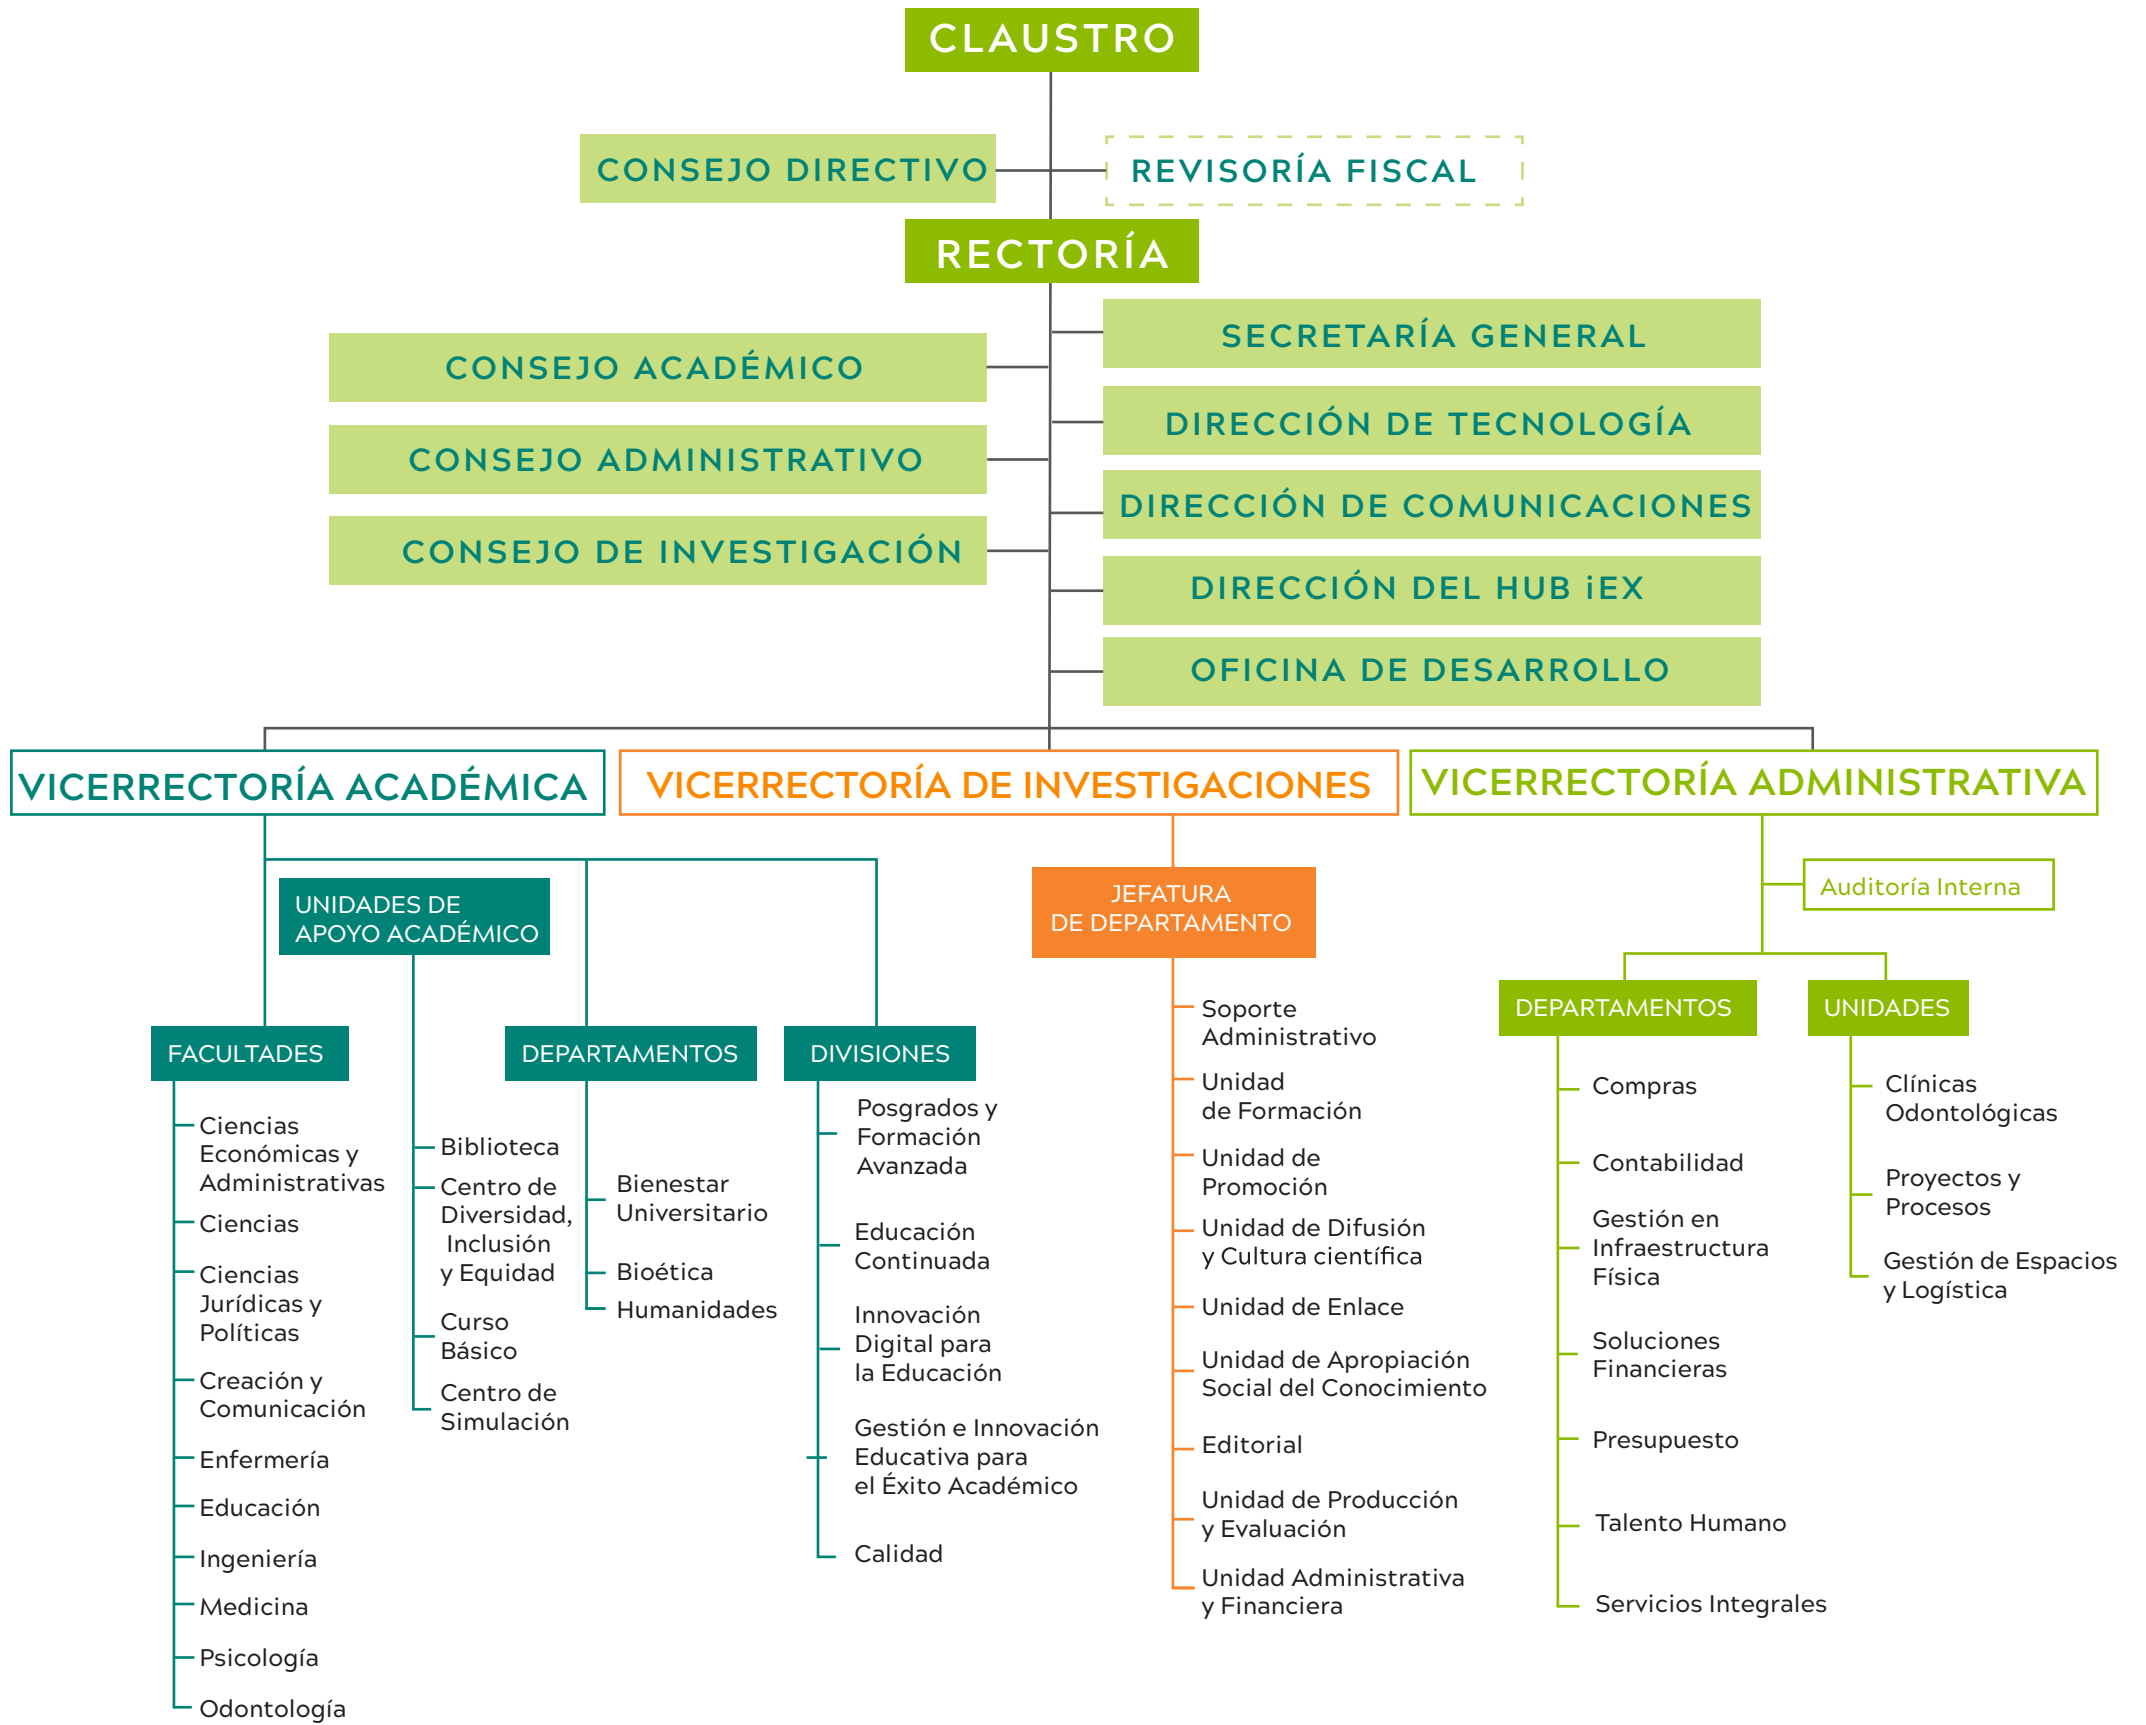 CLAUSTRO
CONSEJO DIRECTIVO
REVISORÍA FISCAL
RECTORÍA
SECRETARÍA GENERAL
CONSEJO ACADÉMICO
DIRECCIÓN DE TECNOLOGÍA
CONSEJO ADMINISTRATIVO
DIRECCIÓN DE COMUNICACIONES
CONSEJO DE INVESTIGACIÓN
DIRECCIÓN DEL HUB iEX
OFICINA DE DESARROLLO
VICERRECTORÍA ACADÉMICA
VICERRECTORÍA DE INVESTIGACIONES
VICERRECTORÍA ADMINISTRATIVA
UNIDADES DE
APOYO ACADÉMICO
FACULTADES
Ciencias
Económicas y
Administrativas
Ciencias
Ciencias
Jurídicas y
Políticas
Creación y
Comunicación
Enfermería
Educación
Ingeniería
Medicina
Psicología
Odontología
Biblioteca
Centro de
Diversidad,
Inclusión
y Equidad
Curso
Básico
Centro de
Simulación
DEPARTAMENTOS
Bienestar
Universitario
Bioética
Humanidades
DIVISIONES
Posgrados y
Formación
Avanzada
Educación
Continuada
Innovación
Digital para
la Educación
Gestión e Innovación
Educativa para
el Éxito Académico
Calidad
JEFATURA
DE DEPARTAMENTO
Soporte
Administrativo
Unidad
de Formación
Unidad de
Promoción
Unidad de Difusión
y Cultura científica
Unidad de Enlace
Unidad de Apropiación
Social del Conocimiento
Editorial
Unidad de Producción
y Evaluación
Unidad Administrativa
y Financiera
Auditoría Interna
DEPARTAMENTOS
Compras
Contabilidad
Gestión en
Infraestructura
Física
Soluciones
Financieras
Presupuesto
Talento Humano
Servicios Integrales
UNIDADES
Clínicas
Odontológicas
Proyectos y
Procesos
Gestión de Espacios
y Logística